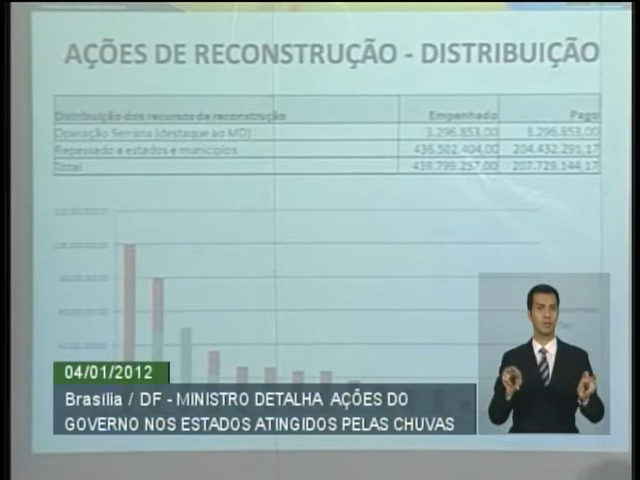 AÇÕES DE RECONSTRUÇÃO - DISTRIBUIÇÃO
Distribuição dos recursos de reconstrução Empenhado Pago
Operação Serrana (destaque ao MD) 3.296.853,00 3.296.853,00
Repassado a estados e municípios 436.502.404,00 204.432.291,17
Total 439.799.257,00 207.729.144,17
04/01/2012
Brasília / DF - MINISTRO DETALHA AÇÕES DO
GOVERNO NOS ESTADOS ATINGIDOS PELAS CHUVAS